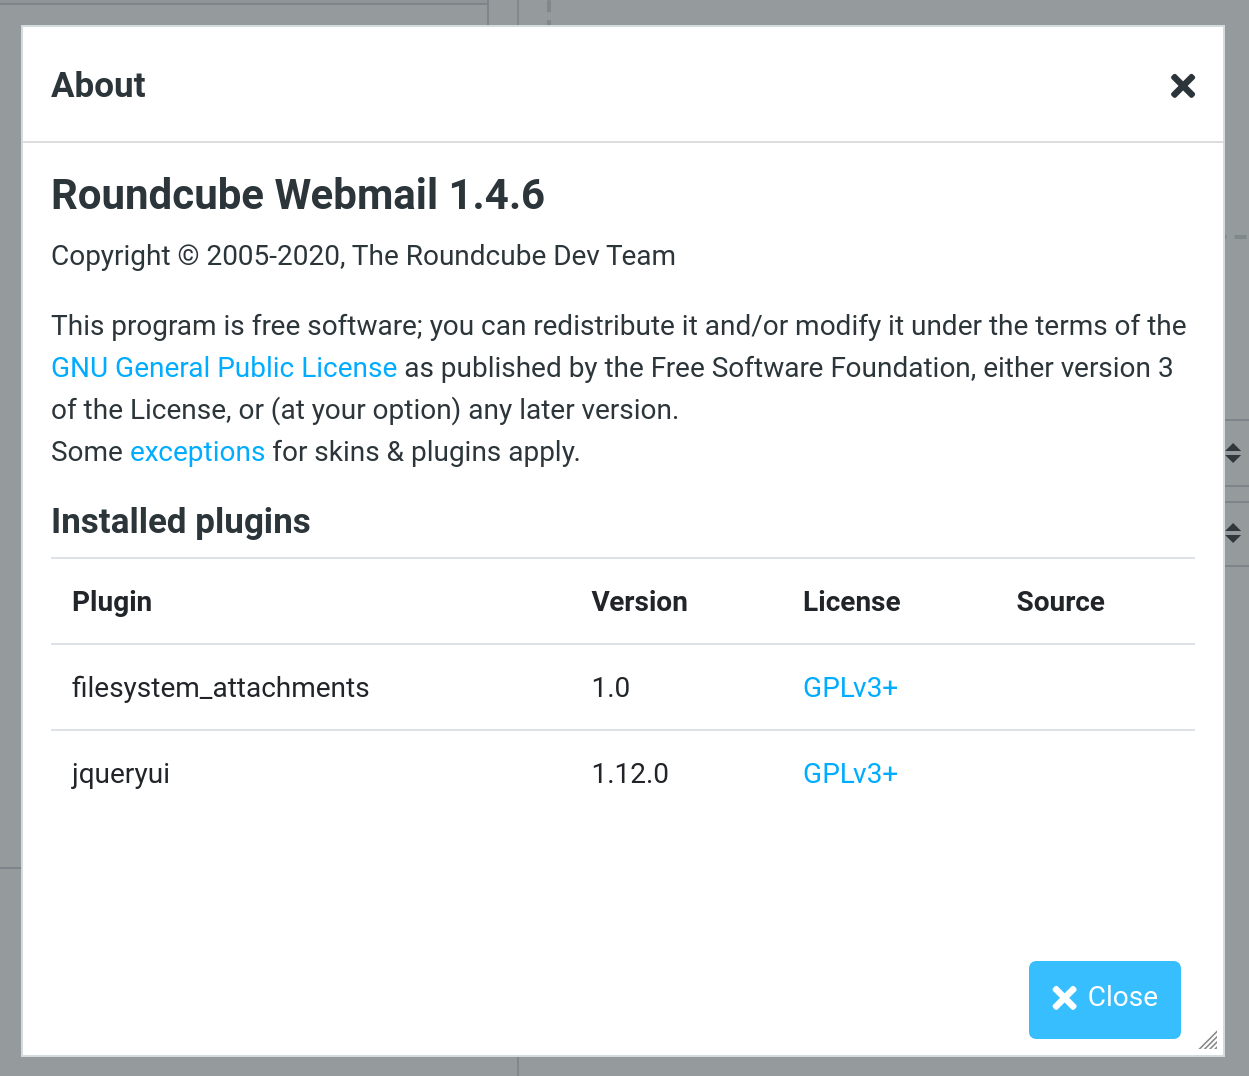 About
Roundcube Webmail 1.4.6
Copyright © 2005-2020, The Roundcube Dev Team
This program is free software; you can redistribute it and/or modify it under the terms of the
GNU General Public License as published by the Free Software Foundation, either version 3
of the License, or (at your option) any later version.
Some exceptions for skins & plugins apply.
Installed plugins
Plugin Version License Source
filesystem_attachments 1.0 GPLv3+
jqueryui 1.12.0 GPLv3+
Close